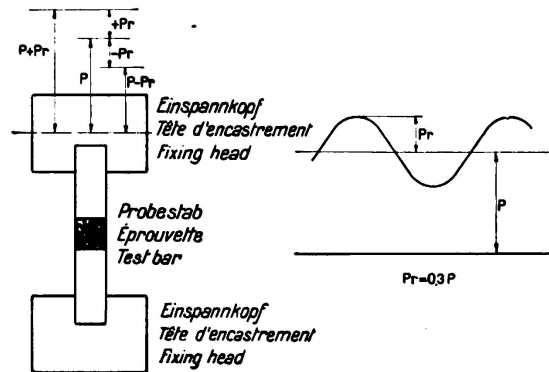 +Pr
P+Pr
-Pr
P
P-Pr
Einspannkopf
Tête d'encastrement
Fixing head
Probestab
Éprouvette
Test bar
Einspannkopf
Tête d'encastrement
Fixing head
Pr
P
Pr=0,3 P